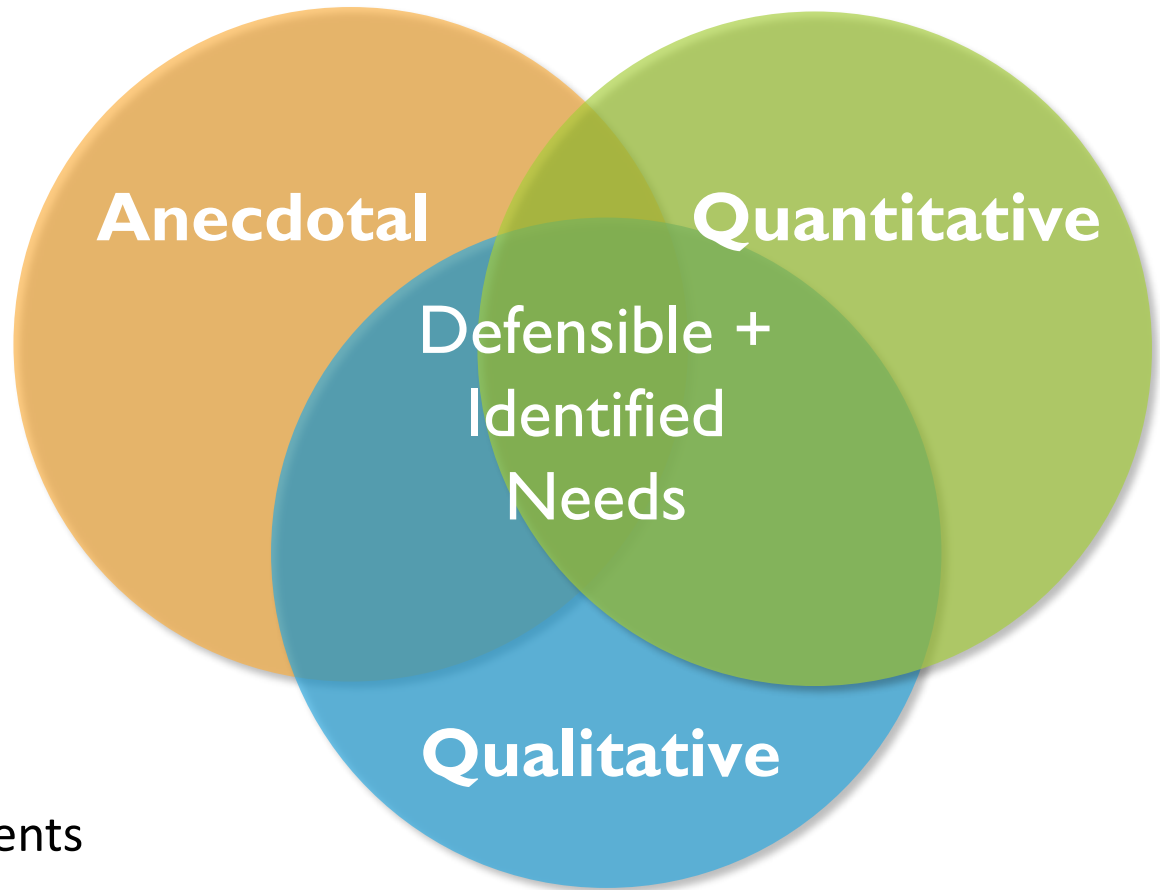 Anecdotal
Quantitative
Defensible +
Identified
Needs
Qualitative
ents